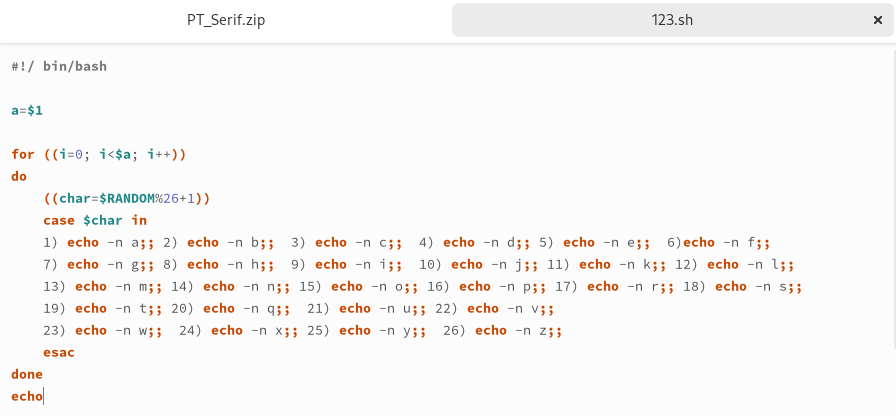 PT_Serif.zip 123.sh ×
#!/ bin/bash
a=$1
for ((i=0; i<$a; i++))
do
((char=$RANDOM%26+1))
case $char in
1) echo -n a;; 2) echo -n b;;  3) echo -n c;;  4) echo -n d;; 5) echo -n e;;  6)echo -n f;;
7) echo -n g;; 8) echo -n h;;  9) echo -n i;;  10) echo -n j;; 11) echo -n k;; 12) echo -n l;;
13) echo -n m;; 14) echo -n n;; 15) echo -n o;; 16) echo -n p;; 17) echo -n r;; 18) echo -n s;;
19) echo -n t;; 20) echo -n q;;  21) echo -n u;; 22) echo -n v;;
23) echo -n w;;  24) echo -n x;; 25) echo -n y;;  26) echo -n z;;
esac
done
echo